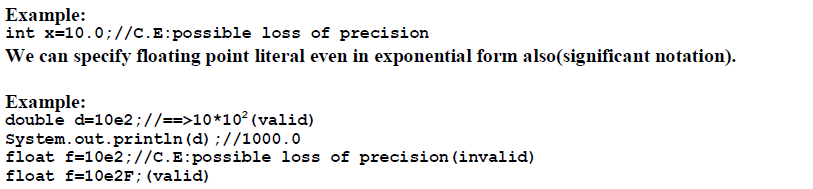 Example:
int x=10.0;//C.E:possible loss of precision
We can specify floating point literal even in exponential form also(significant notation).
Example:
double d=10e2;//==>10*10² (valid)
System.out.println(d);//1000.0
float f=10e2;//C.E:possible loss of precision(invalid)
float f=10e2F;(valid)